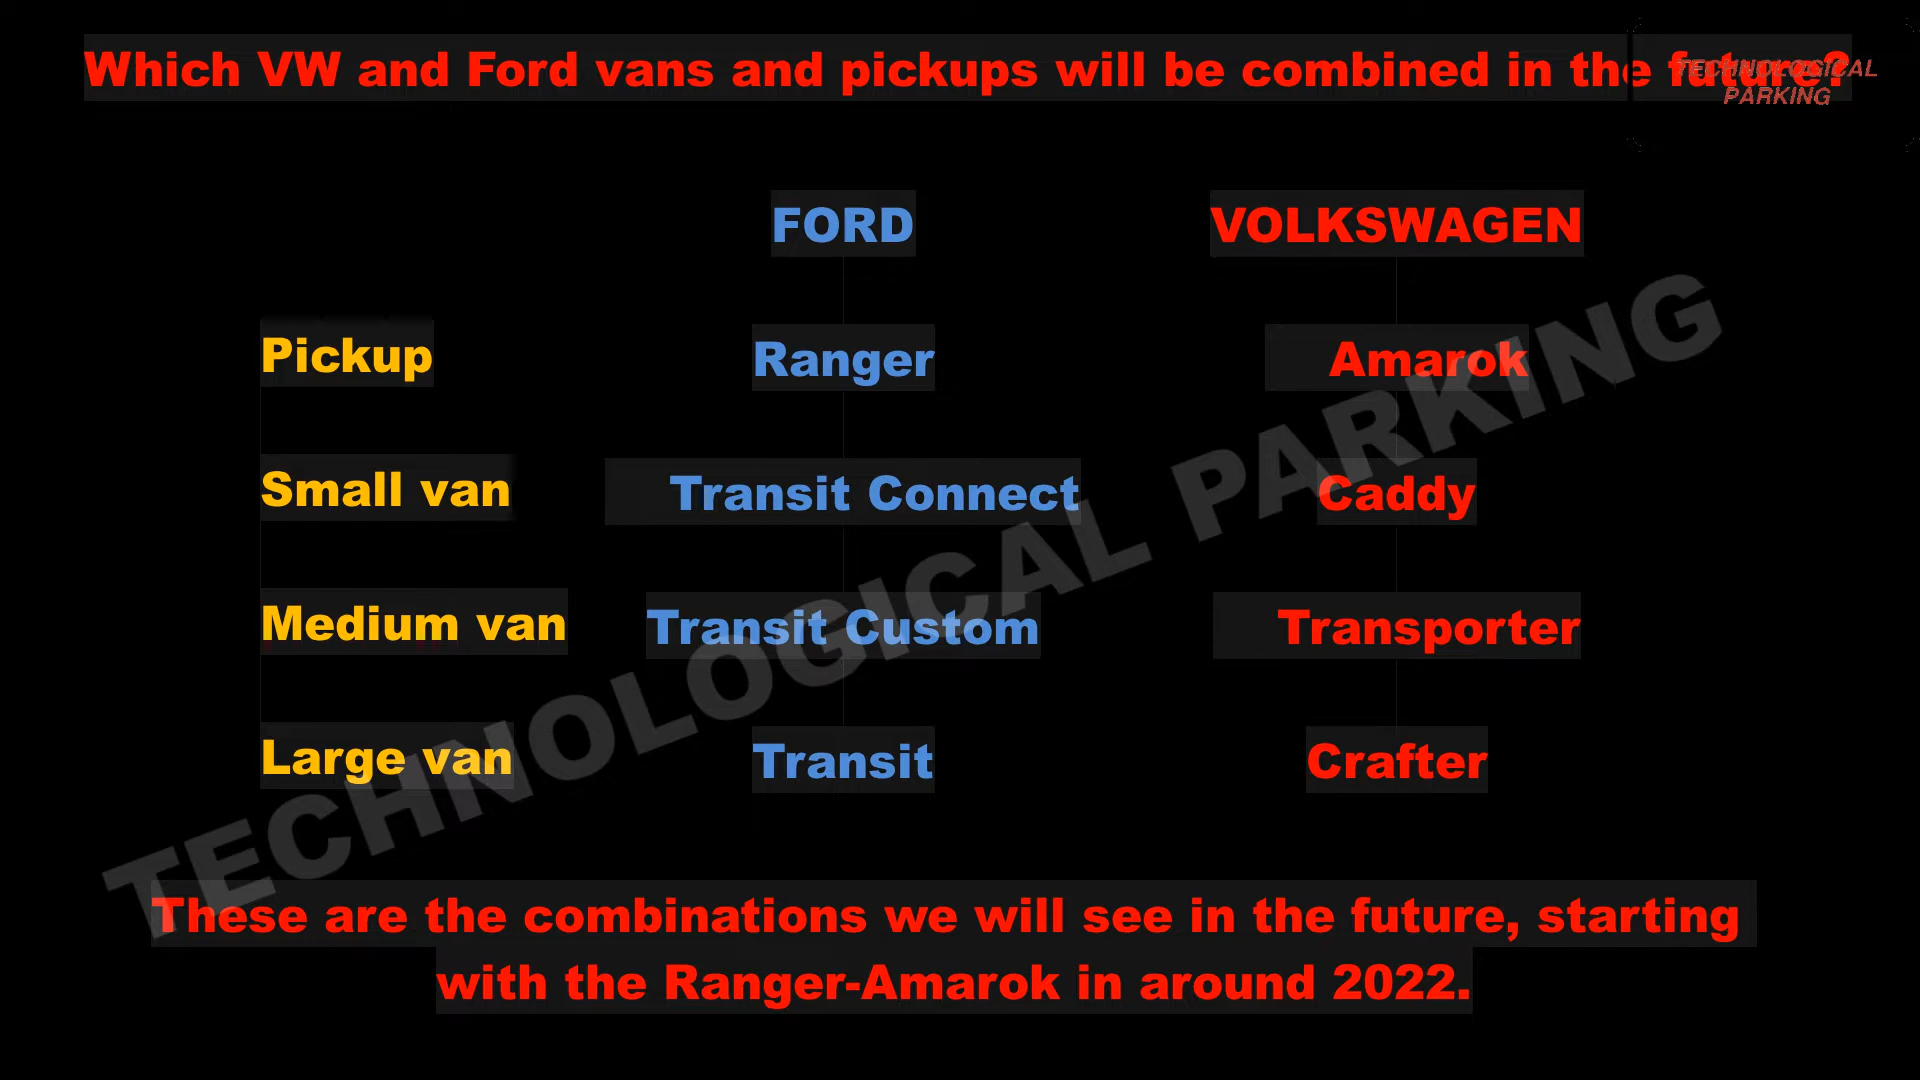 Which VW and Ford vans and pickups will be combined in the future?
TECHNOLOGICAL
PARKING
FORD VOLKSWAGEN
Pickup Ranger Amarok
Small van Transit Connect Caddy
Medium van Transit Custom Transporter
Large van Transit Crafter
TECHNOLOGICAL PARKING
These are the combinations we will see in the future, starting
with the Ranger-Amarok in around 2022.